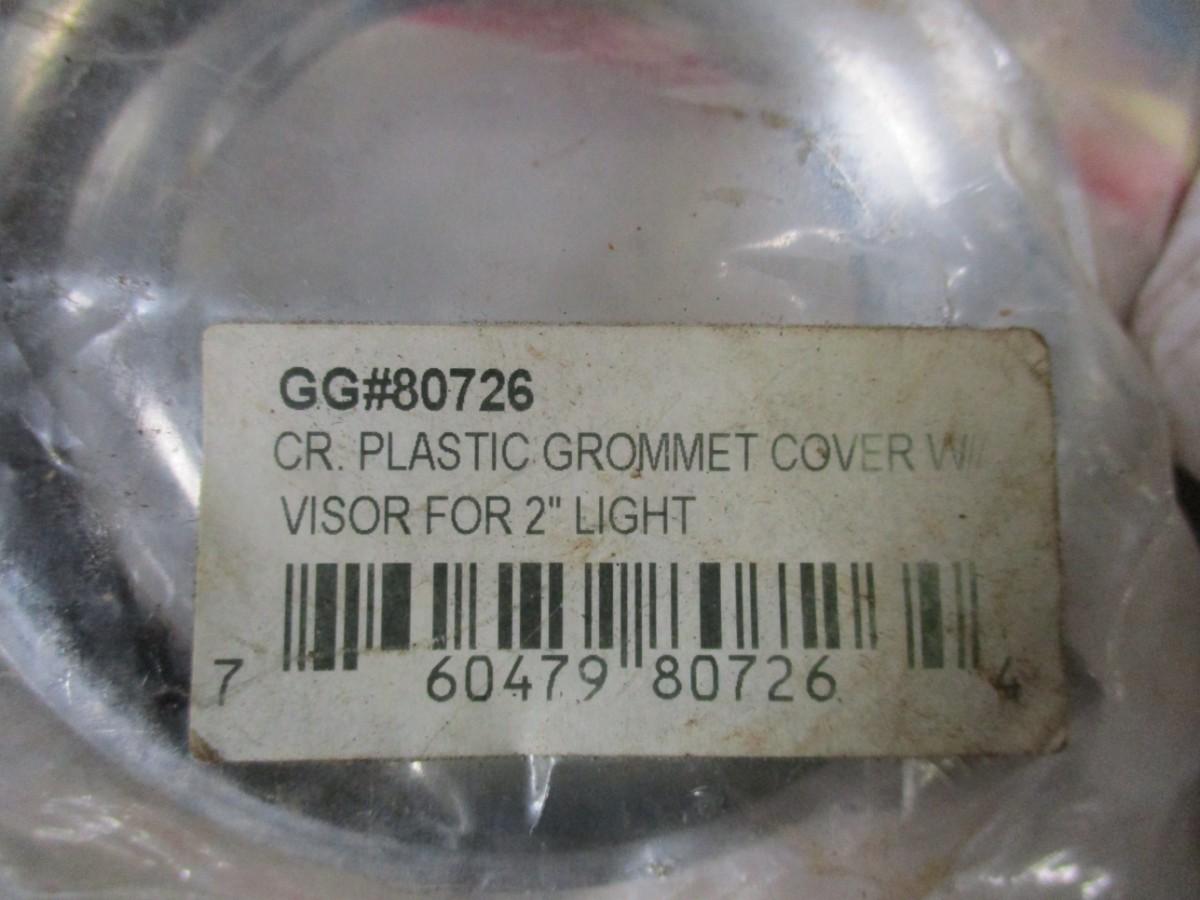 GG#80726
CR. PLASTIC GROMMET COVER W/
VISOR FOR 2" LIGHT
7 60479 80726 4